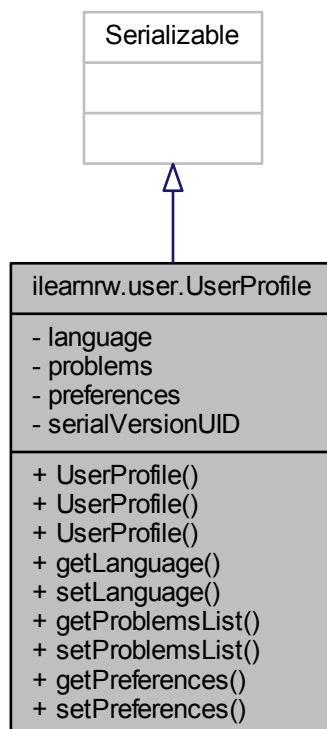 Serializable
ilearnrw.user.UserProfile
- language
- problems
- preferences
- serialVersionUID
+ UserProfile()
+ UserProfile()
+ UserProfile()
+ getLanguage()
+ setLanguage()
+ getProblemsList()
+ setProblemsList()
+ getPreferences()
+ setPreferences()